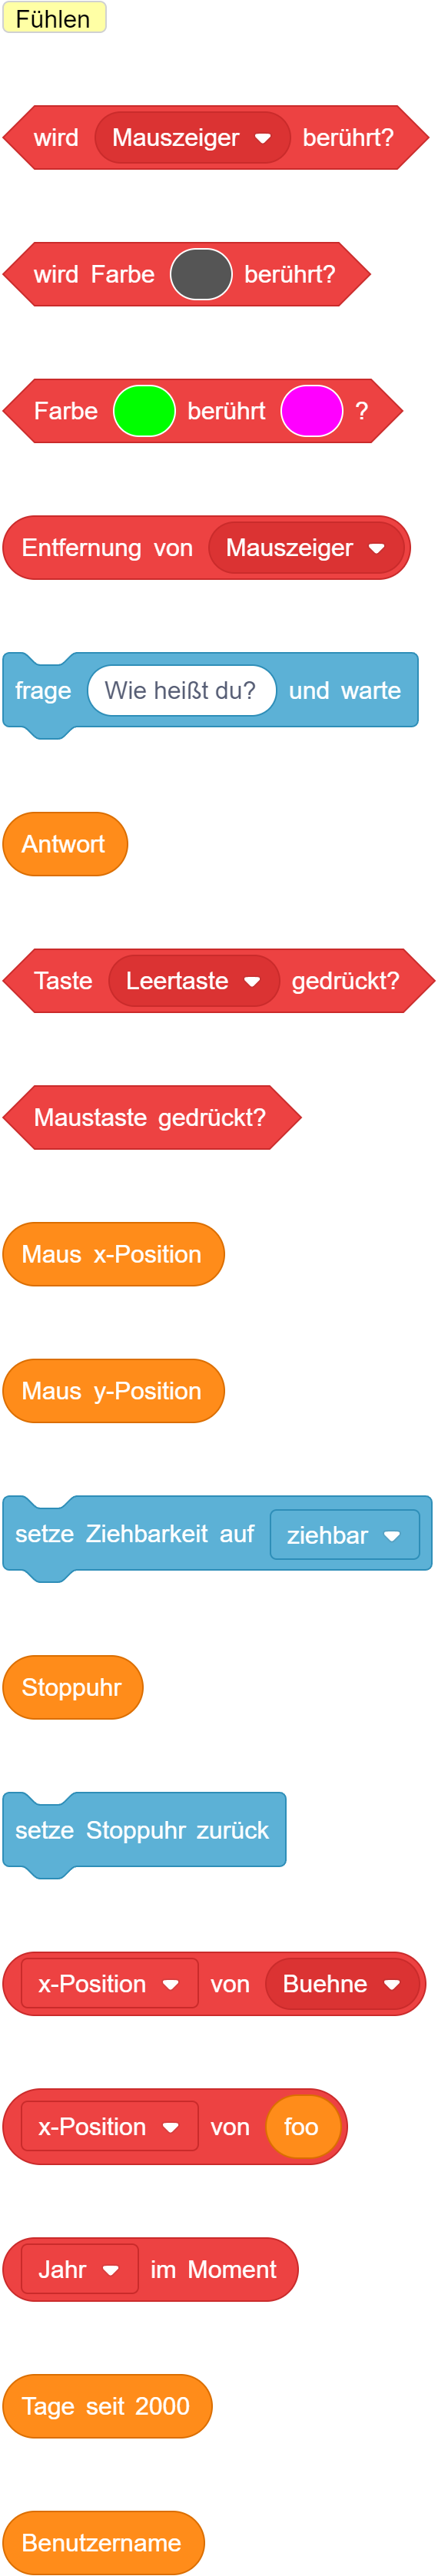 Fühlen
wird Mauszeiger berührt?
wird Farbe berührt?
Farbe berührt ?
Entfernung von Mauszeiger
frage Wie heißt du? und warte
Antwort
Taste Leertaste gedrückt?
Maustaste gedrückt?
Maus x-Position
Maus y-Position
setze Ziehbarkeit auf ziehbar
Stoppuhr
setze Stoppuhr zurück
x-Position von Buehne
x-Position von foo
Jahr im Moment
Tage seit 2000
Benutzername